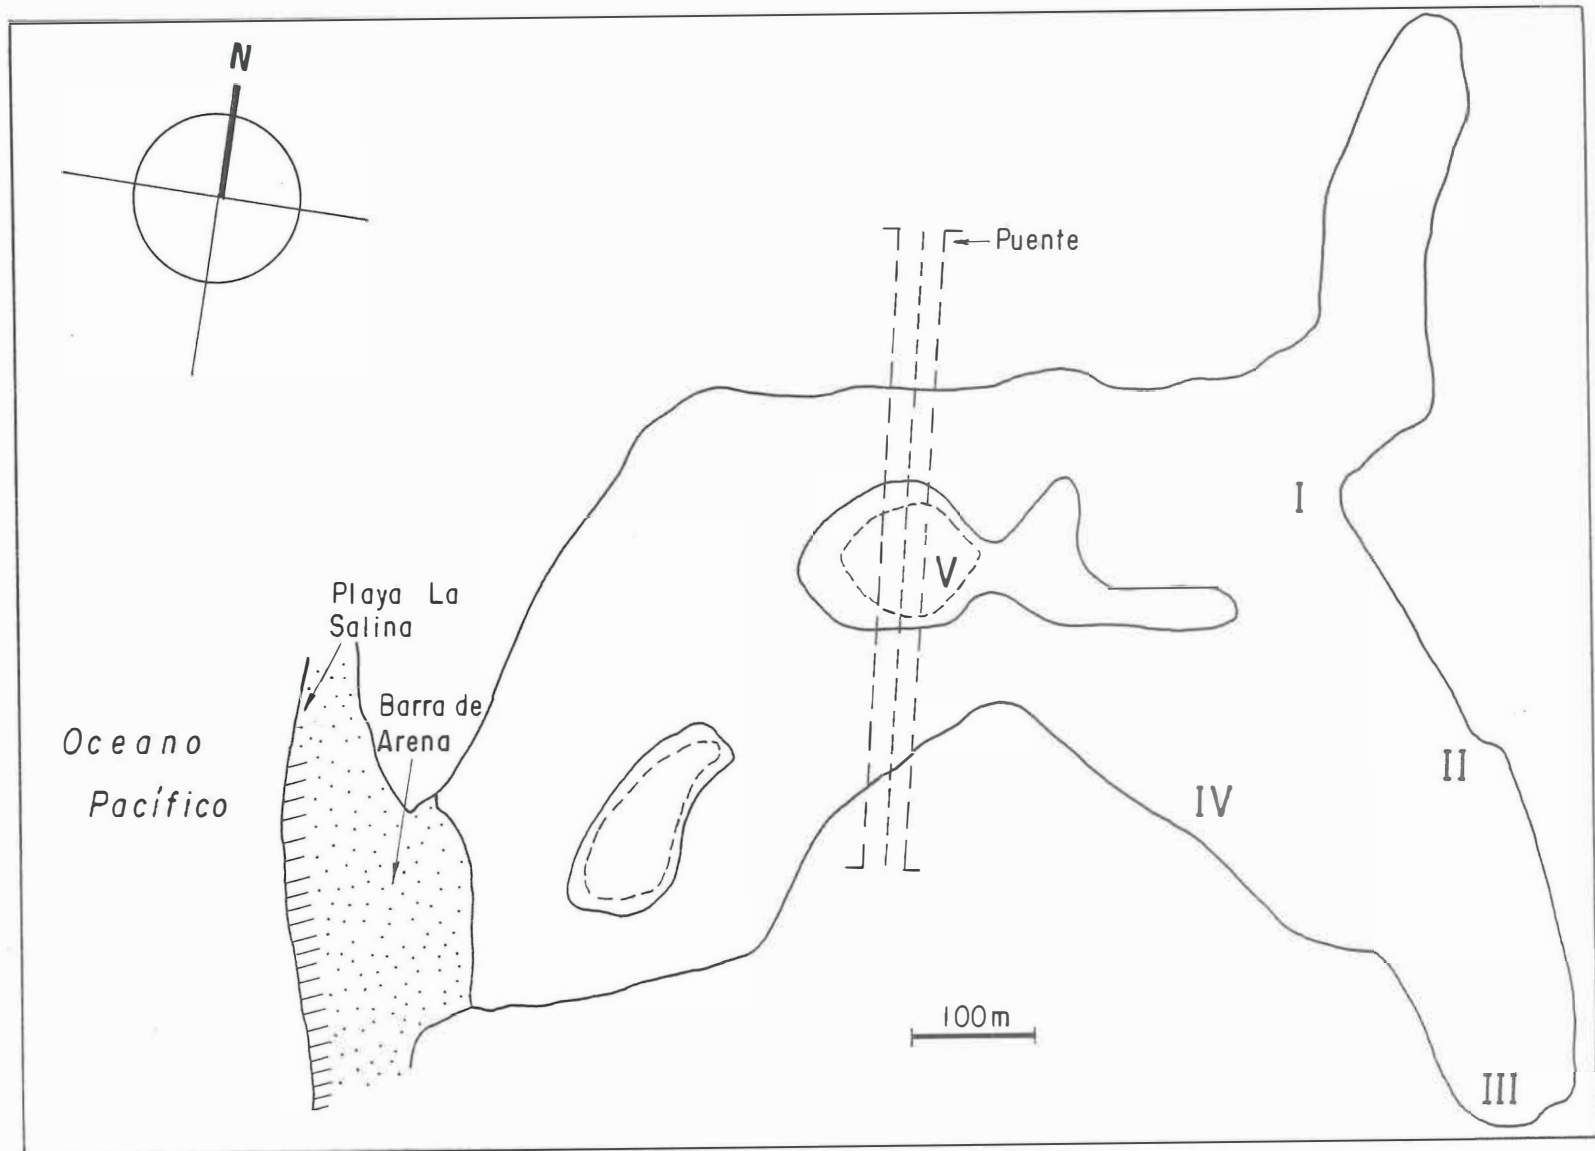 N
Puente
I
V
Playa La
Salina
Barra de
Arena
Oceano
Pacífico
II
IV
100m
III